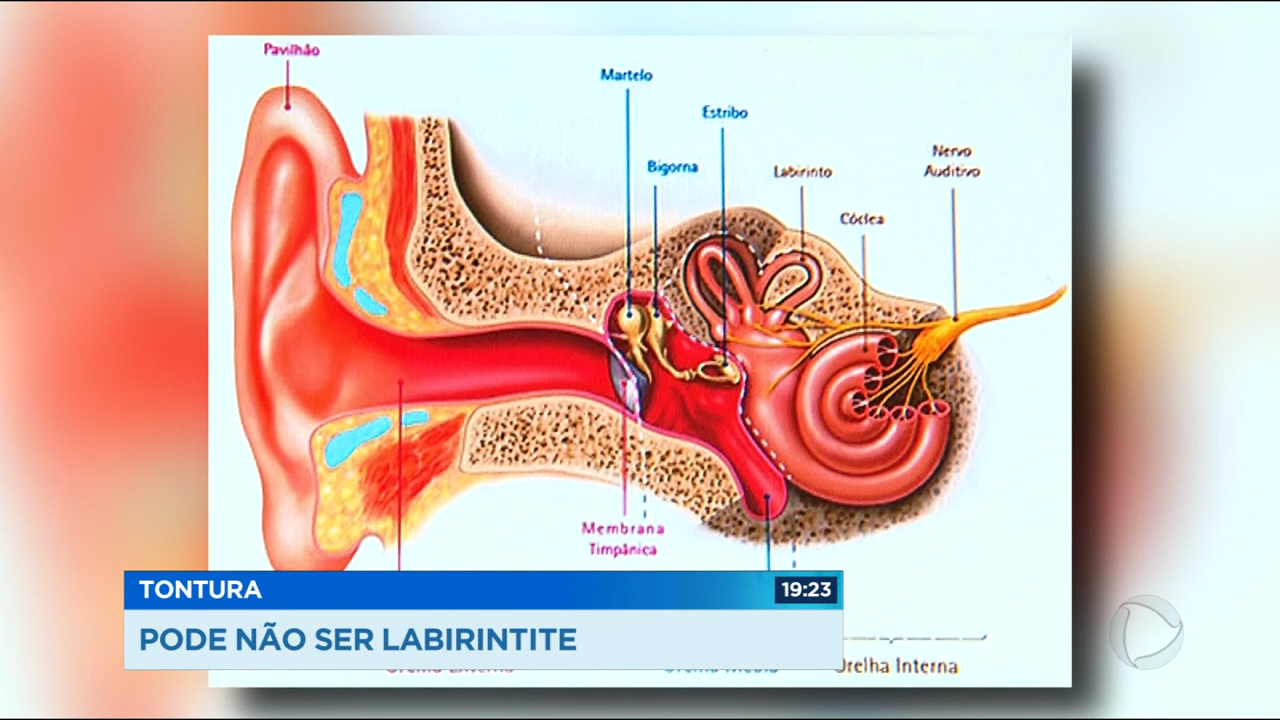 Pavilhão
Martelo
Estribo
Bigorna
Nervo
Auditivo
Labirinto
Cóclea
Membrana
Timpânica
TONTURA
19:23
PODE NÃO SER LABIRINTITE
Orelha Interna